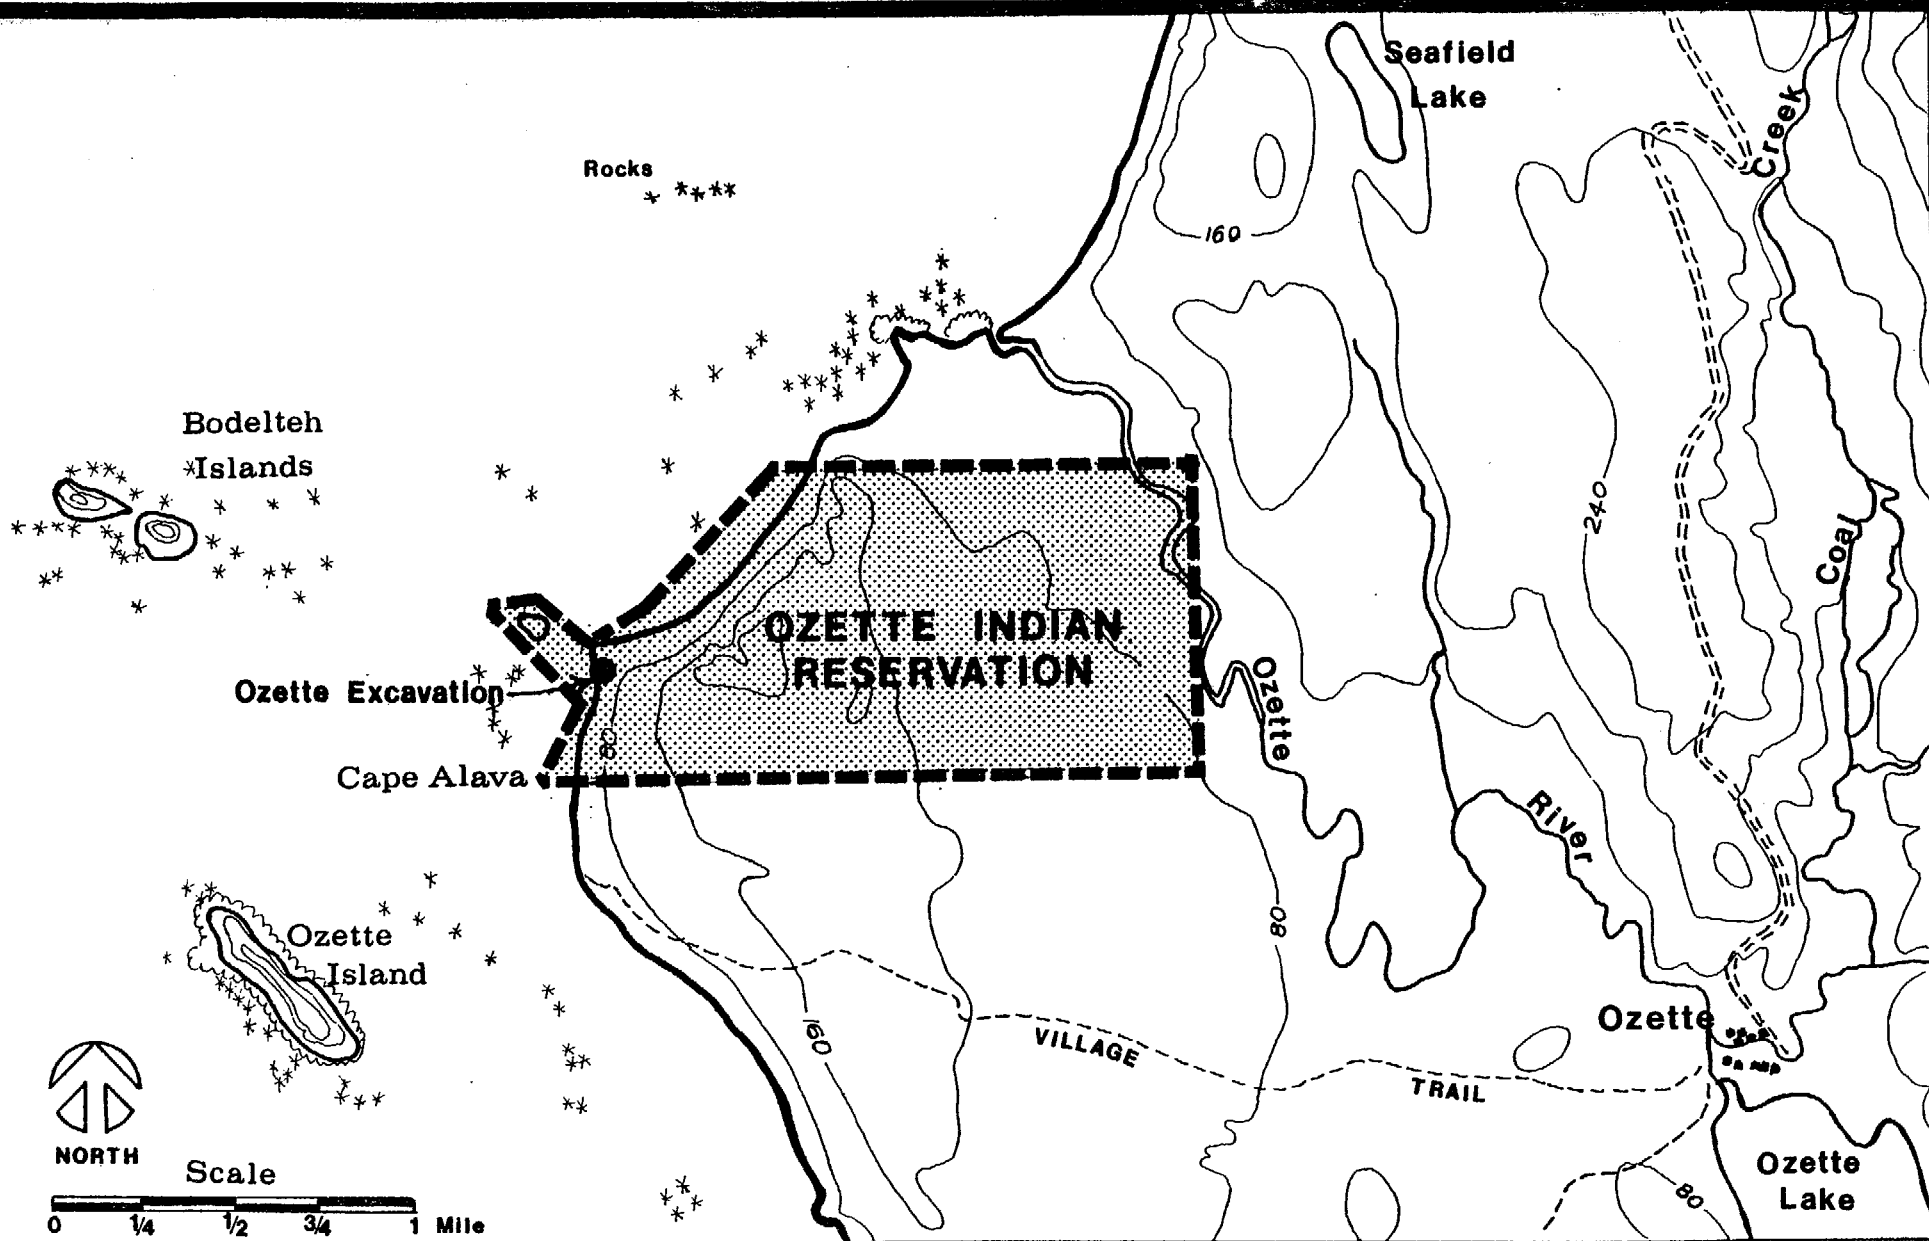 Seafield
Lake
Creek
Rocks
160
Bodelteh
Islands
240
Coal
OZETTE INDIAN
RESERVATION
Ozette Excavation
Ozette
80
Cape Alava
River
80
Ozette
Island
Ozette
160
VILLAGE
TRAIL
NORTH
Scale
0 1/4 1/2 3/4 1 Mile
Ozette
Lake
80